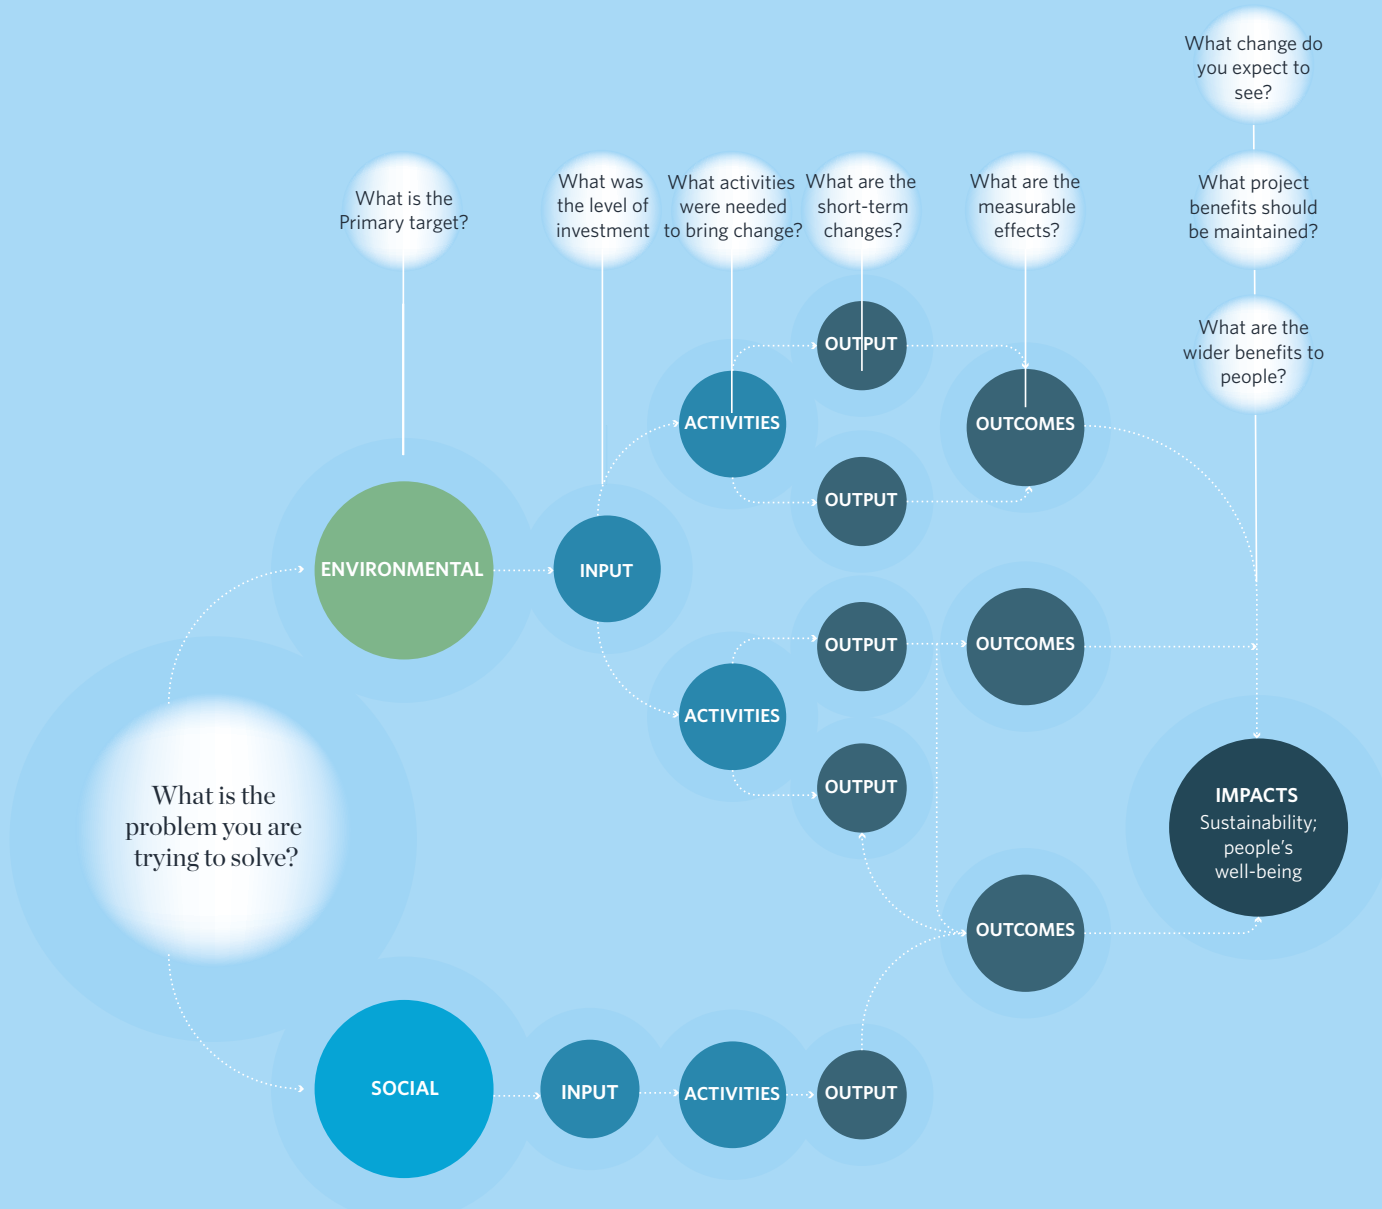 What change do
you expect to
see?
What is the
Primary target?
What was
the level of
investment
What activities
were needed
to bring change?
What are the
short-term
changes?
What are the
measurable
effects?
What project
benefits should
be maintained?
What are the
wider benefits to
people?
OUTPUT
ACTIVITIES
OUTCOMES
OUTPUT
ENVIRONMENTAL
INPUT
OUTPUT
OUTCOMES
ACTIVITIES
OUTPUT
What is the
problem you are
trying to solve?
IMPACTS
Sustainability;
people's
well-being
OUTCOMES
SOCIAL
INPUT
ACTIVITIES
OUTPUT